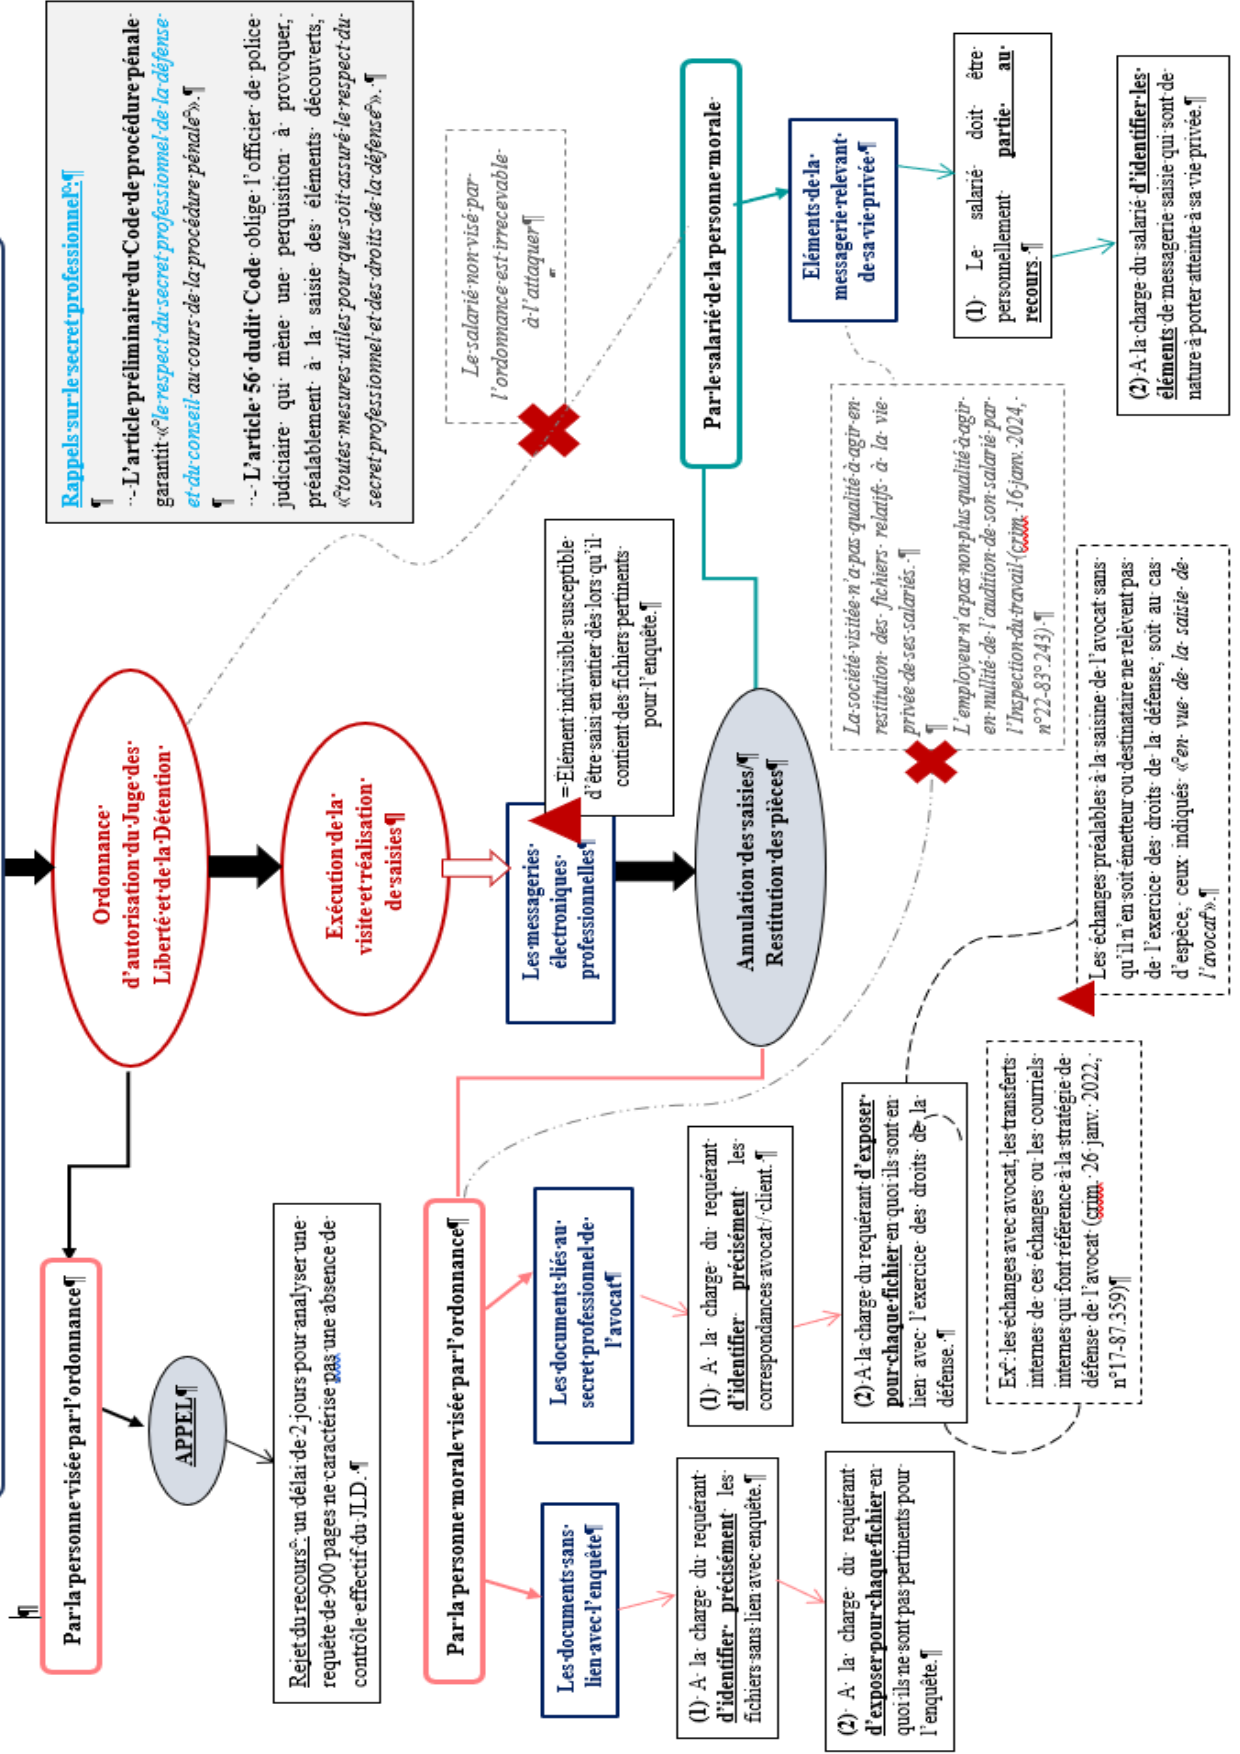 Ordonnance
d'autorisation du Juge des
Liberté et de la Détention
Rappels sur le secret professionnel : ¶
¶
- L'article préliminaire du Code de procédure pénale
garantit « le respect du secret professionnel de la défense
et du conseil au cours de la procédure pénale ». ¶
¶
- L'article 56 dudit Code oblige l'officier de police
judiciaire qui mène une perquisition à provoquer,
préalablement à la saisie des éléments découverts,
« toutes mesures utiles pour que soit assuré le respect du
secret professionnel et des droits de la défense ». ¶
¶
Par la personne visée par l'ordonnance¶
APPEL¶
Rejet du recours : un délai de 2 jours pour analyser une
requête de 900 pages ne caractérise pas une absence de
contrôle effectif du JLD. ¶
Exécution de la
visite et réalisation
de saisies¶
Le salarié non visé par
l'ordonnance est irrecevable
à l'attaquer¶
Les messageries
électroniques
professionnelles¶
= Elément indivisible susceptible
d'être saisi en entier dès lors qu'il
contient des fichiers pertinents
pour l'enquête. ¶
Annulation des saisies/¶
Restitution des pièces¶
Par la personne morale visée par l'ordonnance¶
Les documents sans
lien avec l'enquête¶
(1) A la charge du requérant
d'identifier précisément les
fichiers sans lien avec enquête.¶
(2) A la charge du requérant
d'exposer pour chaque fichier en
quoi ils ne sont pas pertinents pour
l'enquête.¶
Les documents liés au
secret professionnel de
l'avocat¶
(1) A la charge du requérant
d'identifier précisément les
correspondances avocat / client. ¶
(2) A la charge du requérant d'exposer
pour chaque fichier en quoi ils sont en
lien avec l'exercice des droits de la
défense. ¶
Ex : les échanges avec avocat, les transferts
internes de ces échanges ou les courriels
internes qui font référence à la stratégie de
défense de l'avocat (crim. 26 janv. 2022,
n°17-87.359)¶
Les échanges préalables à la saisine de l'avocat sans
qu'il n'en soit émetteur ou destinataire ne relèvent pas
de l'exercice des droits de la défense, soit au cas
d'espèce, ceux indiqués « en vue de la saisie de
l'avocat ».¶
Par le salarié de la personne morale
Eléments de la
messagerie relevant
de sa vie privée ¶
La société visitée n'a pas qualité à agir en
restitution des fichiers relatifs à la vie
privée de ses salariés. ¶
¶
L'employeur n'a pas non plus qualité à agir
en nullité de l'audition de son salarié par
l'Inspection du travail (crim. 16 janv. 2024,
n°22-83 243) ¶
(1) Le salarié doit être
personnellement partie au
recours. ¶
(2) A la charge du salarié d'identifier les
éléments de messagerie saisie qui sont de
nature à porter atteinte à sa vie privée.¶